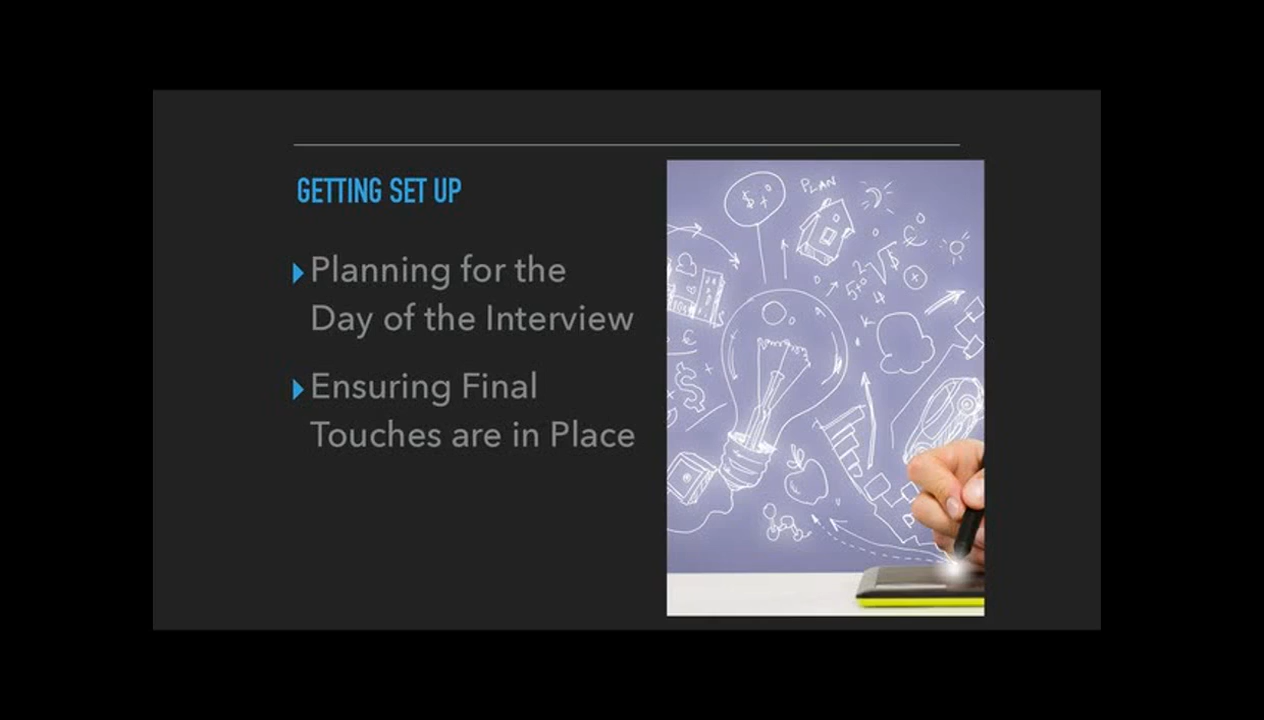 GETTING SET UP
Planning for the
Day of the Interview
Ensuring Final
Touches are in Place
PLAN